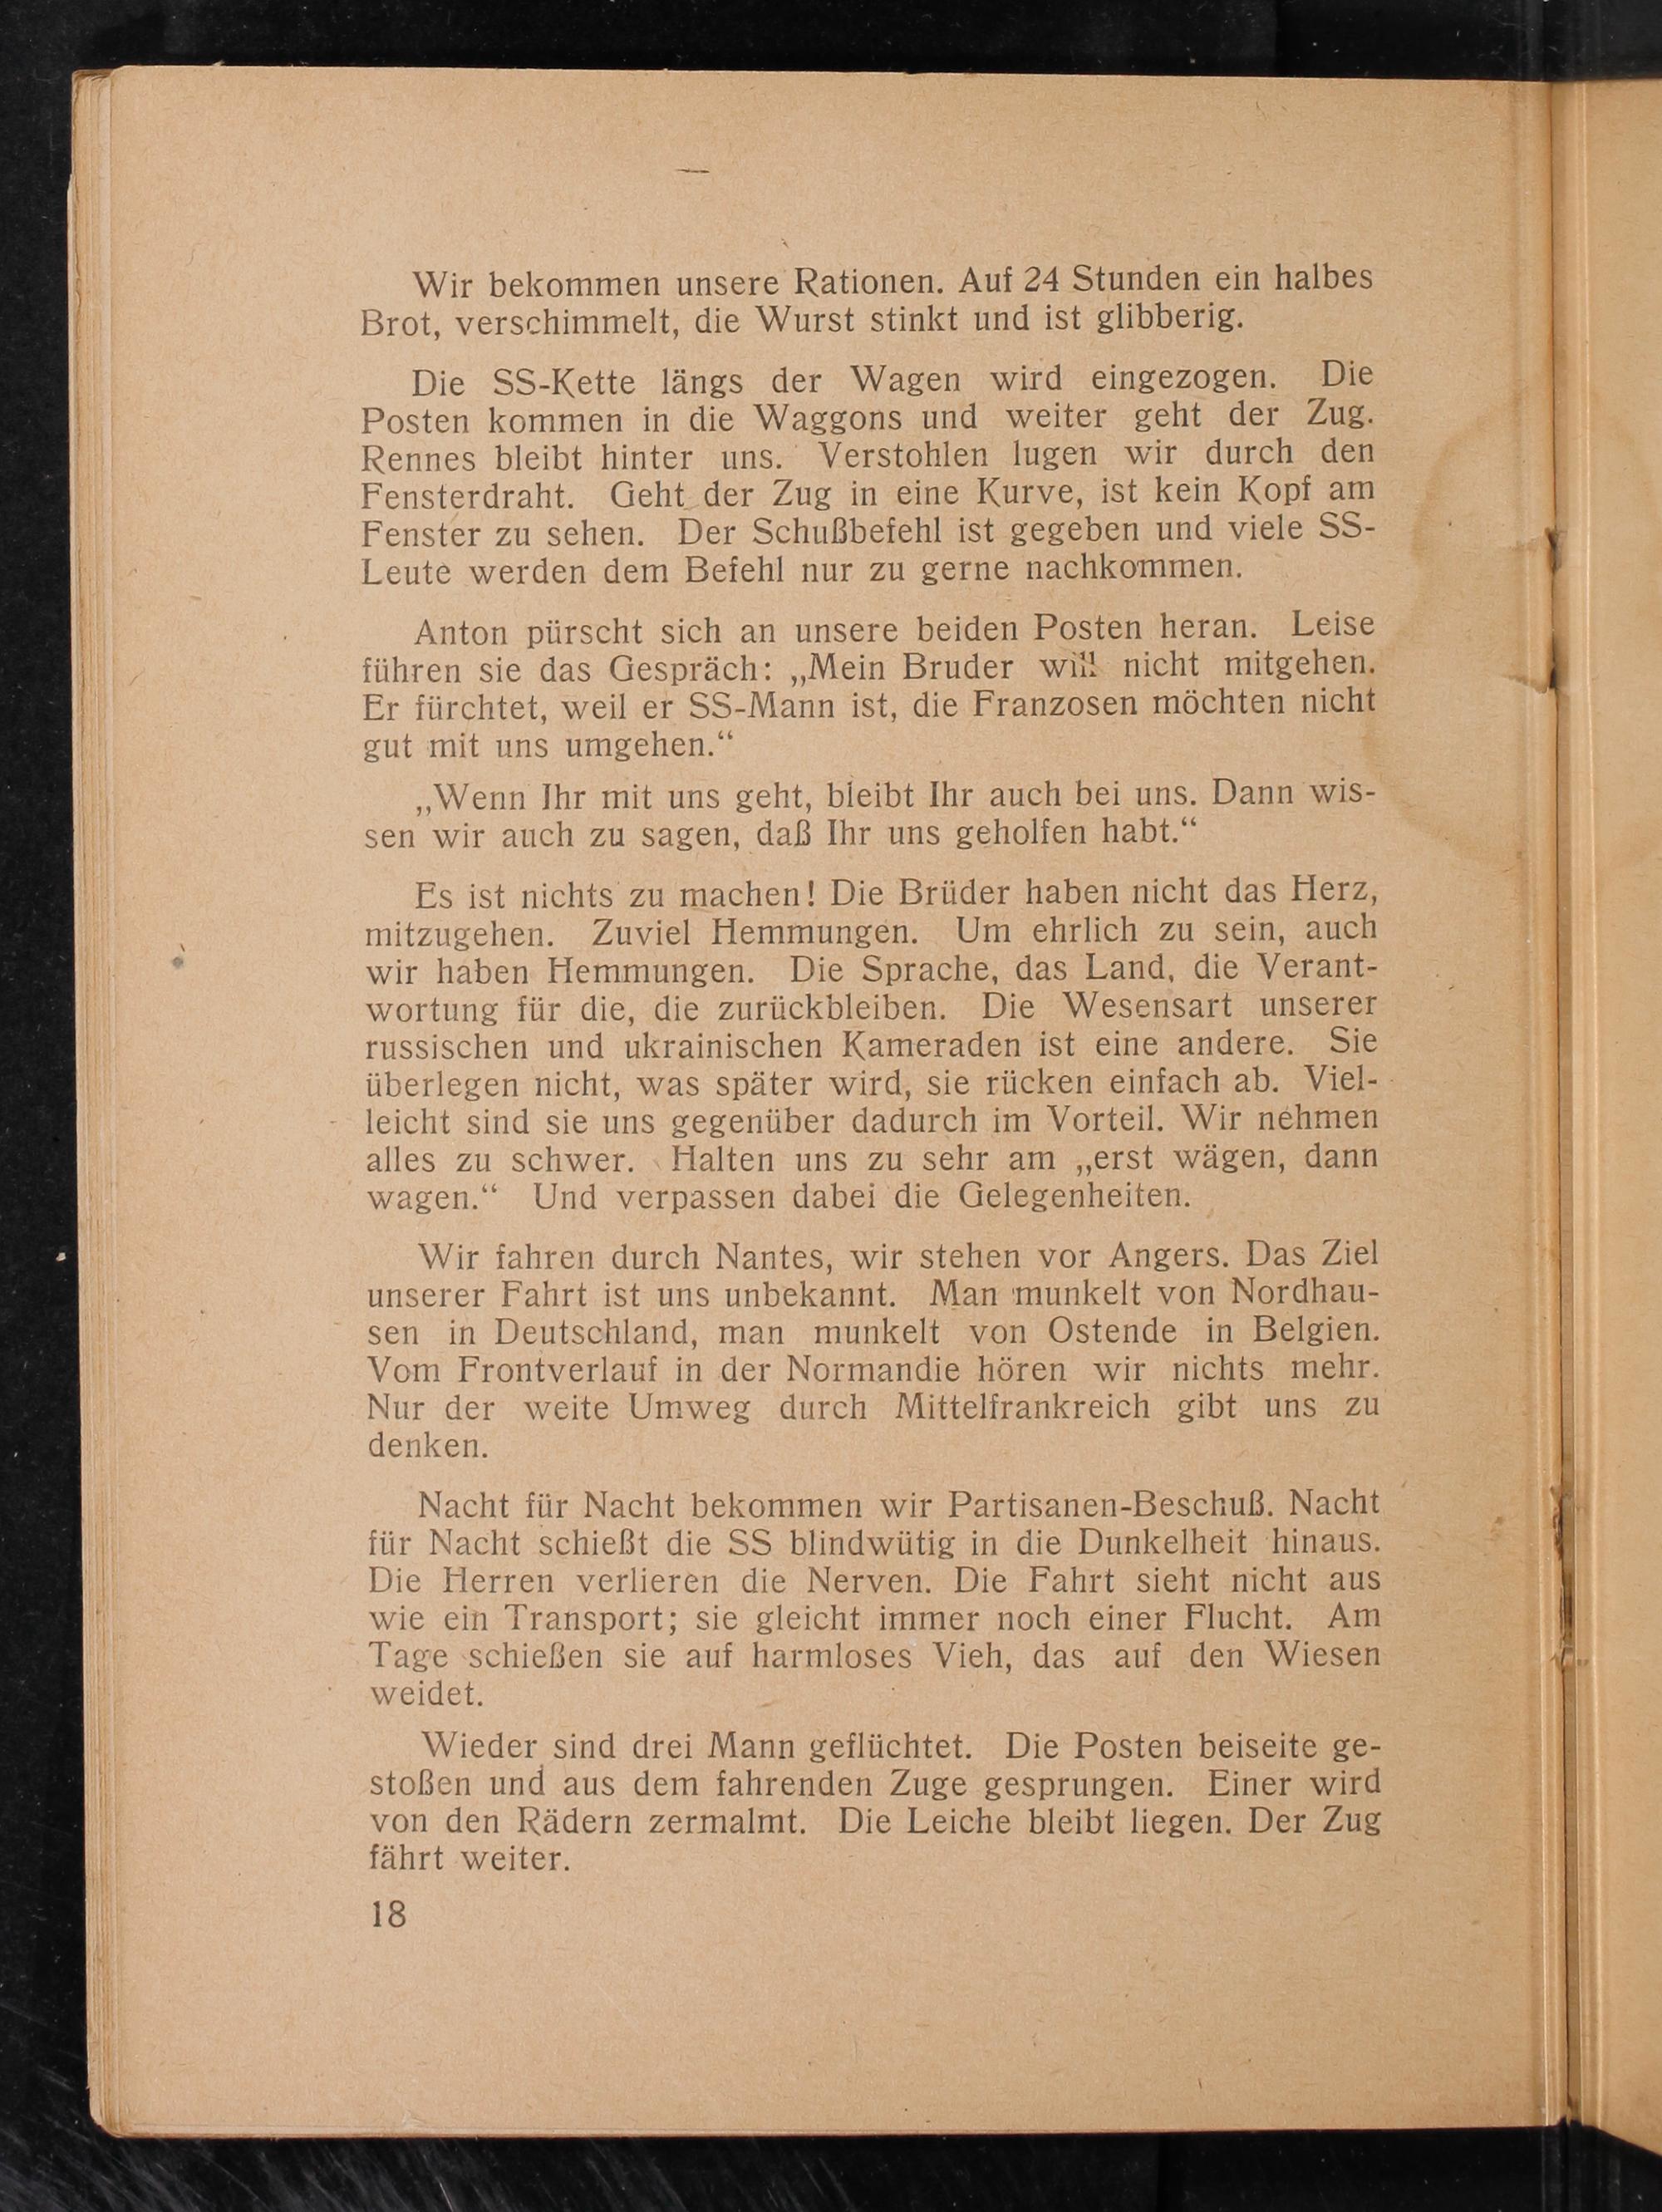 Wir bekommen unsere Rationen. Auf 24 Stunden ein halbes
Brot, verschimmelt, die Wurst stinkt und ist glibberig.
Die SS-Kette längs der Wagen wird eingezogen. Die
Posten kommen in die Waggons und weiter geht der Zug.
Rennes bleibt hinter uns. Verstohlen lugen wir durch den
Fensterdraht. Geht der Zug in eine Kurve, ist kein Kopf am
Fenster zu sehen. Der Schußbefehl ist gegeben und viele SS-
Leute werden dem Befehl nur zu gerne nachkommen.
Anton pürscht sich an unsere beiden Posten heran. Leise
führen sie das Gespräch: „Mein Bruder will nicht mitgehen.
Er fürchtet, weil er SS-Mann ist, die Franzosen möchten nicht
gut mit uns umgehen.“
„Wenn Ihr mit uns geht, bleibt Ihr auch bei uns. Dann wis-
sen wir auch zu sagen, daß Ihr uns geholfen habt.“
Es ist nichts zu machen! Die Brüder haben nicht das Herz,
mitzugehen. Zuviel Hemmungen. Um ehrlich zu sein, auch
wir haben Hemmungen. Die Sprache, das Land, die Verant-
wortung für die, die zurückbleiben. Die Wesensart unserer
russischen und ukrainischen Kameraden ist eine andere. Sie
überlegen nicht, was später wird, sie rücken einfach ab. Viel-
leicht sind sie uns gegenüber dadurch im Vorteil. Wir nehmen
alles zu schwer. Halten uns zu sehr am „erst wägen, dann
wagen.“ Und verpassen dabei die Gelegenheiten.
Wir fahren durch Nantes, wir stehen vor Angers. Das Ziel
unserer Fahrt ist uns unbekannt. Man munkelt von Nordhau-
sen in Deutschland, man munkelt von Ostende in Belgien.
Vom Frontverlauf in der Normandie hören wir nichts mehr.
Nur der weite Umweg durch Mittelfrankreich gibt uns zu
denken.
Nacht für Nacht bekommen wir Partisanen-Beschuß. Nacht
für Nacht schießt die SS blindwütig in die Dunkelheit hinaus.
Die Herren verlieren die Nerven. Die Fahrt sieht nicht aus
wie ein Transport; sie gleicht immer noch einer Flucht. Am
Tage schießen sie auf harmloses Vieh, das auf den Wiesen
weidet.
Wieder sind drei Mann geflüchtet. Die Posten beiseite ge-
stoßen und aus dem fahrenden Zuge gesprungen. Einer wird
von den Rädern zermalmt. Die Leiche bleibt liegen. Der Zug
fährt weiter.
18